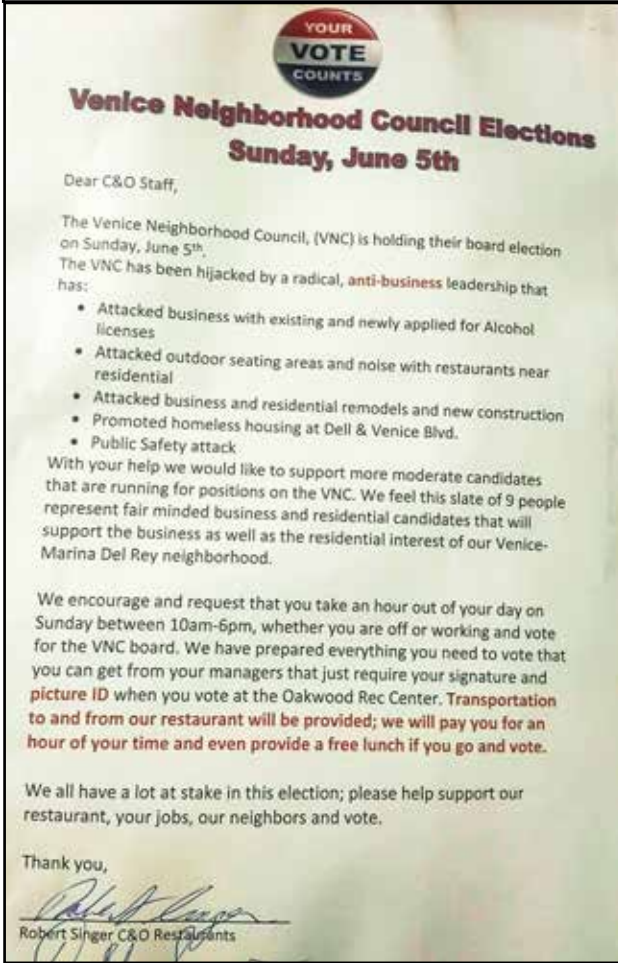 YOUR
VOTE
COUNTS
Venice Neighborhood Council Elections
Sunday, June 5th
Dear C&O Staff,
The Venice Neighborhood Council, (VNC) is holding their board election
on Sunday, June 5th.
The VNC has been hijacked by a radical, anti-business leadership that
has:
• Attacked business with existing and newly applied for Alcohol
licenses
• Attacked outdoor seating areas and noise with restaurants near
residential
• Attacked business and residential remodels and new construction
• Promoted homeless housing at Dell & Venice Blvd.
• Public Safety attack
With your help we would like to support more moderate candidates
that are running for positions on the VNC. We feel this slate of 9 people
represent fair minded business and residential candidates that will
support the business as well as the residential interest of our Venice-
Marina Del Rey neighborhood.
We encourage and request that you take an hour out of your day on
Sunday between 10am-6pm, whether you are off or working and vote
for the VNC board. We have prepared everything you need to vote that
you can get from your managers that just require your signature and
picture ID when you vote at the Oakwood Rec Center. Transportation
to and from our restaurant will be provided; we will pay you for an
hour of your time and even provide a free lunch if you go and vote.
We all have a lot at stake in this election; please help support our
restaurant, your jobs, our neighbors and vote.
Thank you,
Robert Singer C&O Restaurants